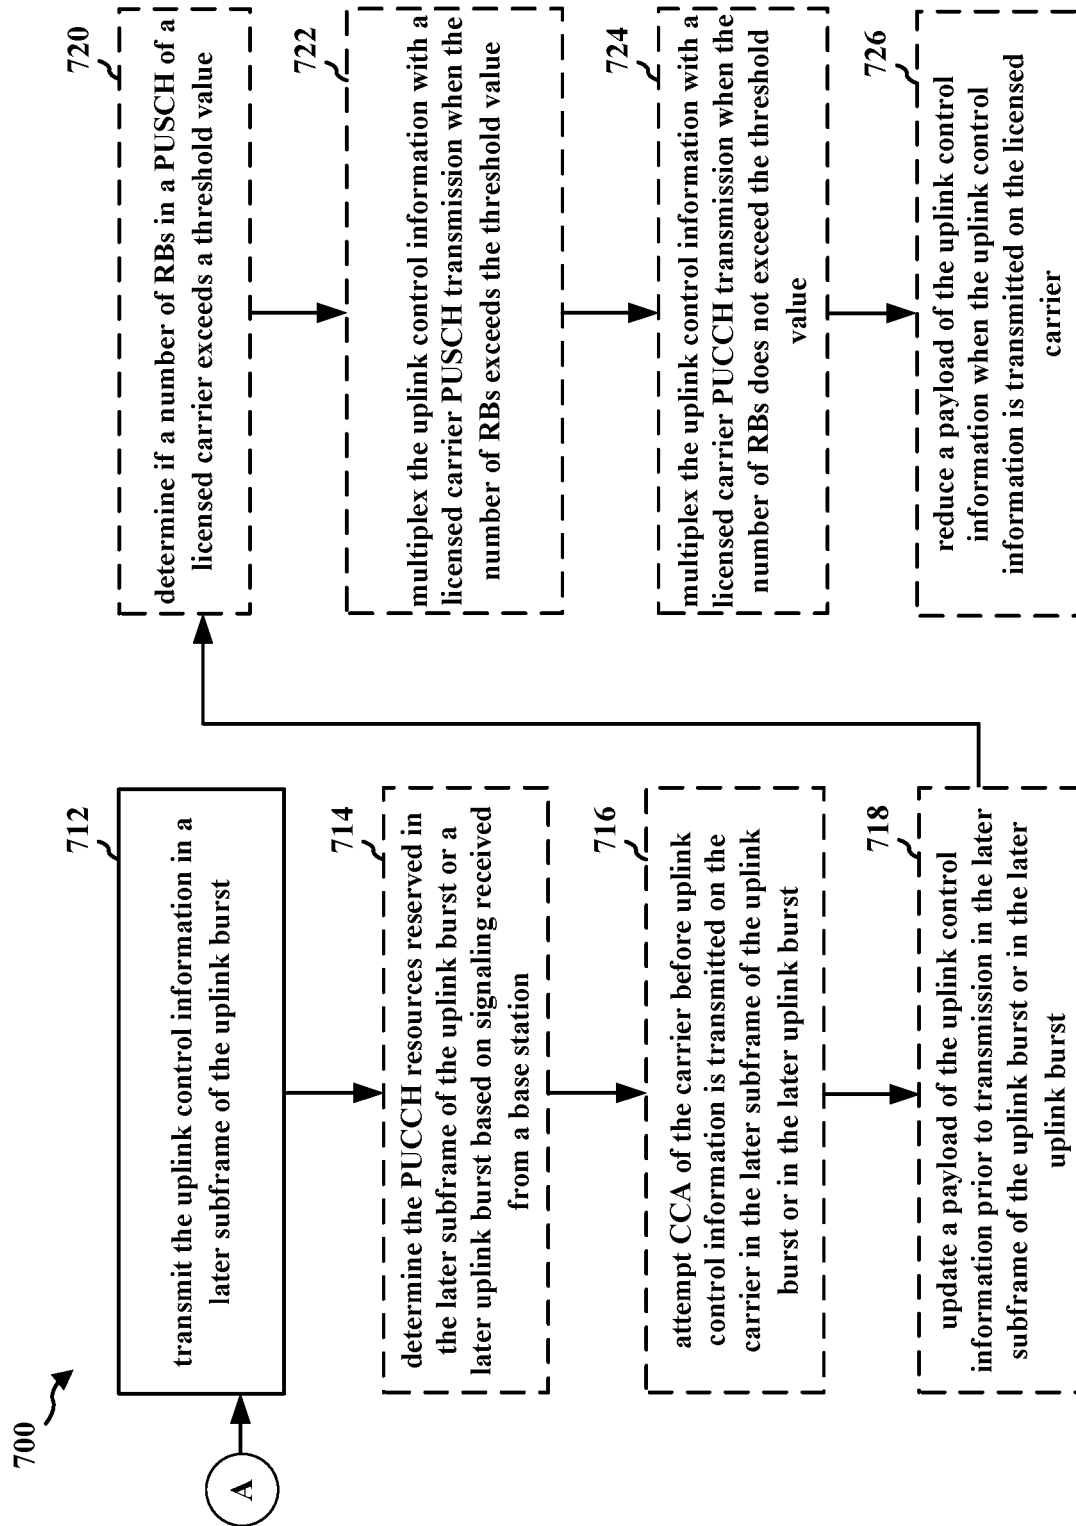 700
A
712
transmit the uplink control information in a
later subframe of the uplink burst
714
determine the PUCCH resources reserved in
the later subframe of the uplink burst or a
later uplink burst based on signaling received
from a base station
716
attempt CCA of the carrier before uplink
control information is transmitted on the
carrier in the later subframe of the uplink
burst or in the later uplink burst
718
update a payload of the uplink control
information prior to transmission in the later
subframe of the uplink burst or in the later
uplink burst
720
determine if a number of RBs in a PUSCH of a
licensed carrier exceeds a threshold value
722
multiplex the uplink control information with a
licensed carrier PUSCH transmission when the
number of RBs exceeds the threshold value
724
multiplex the uplink control information with a
licensed carrier PUCCH transmission when the
number of RBs does not exceed the threshold
value
726
reduce a payload of the uplink control
information when the uplink control
information is transmitted on the licensed
carrier